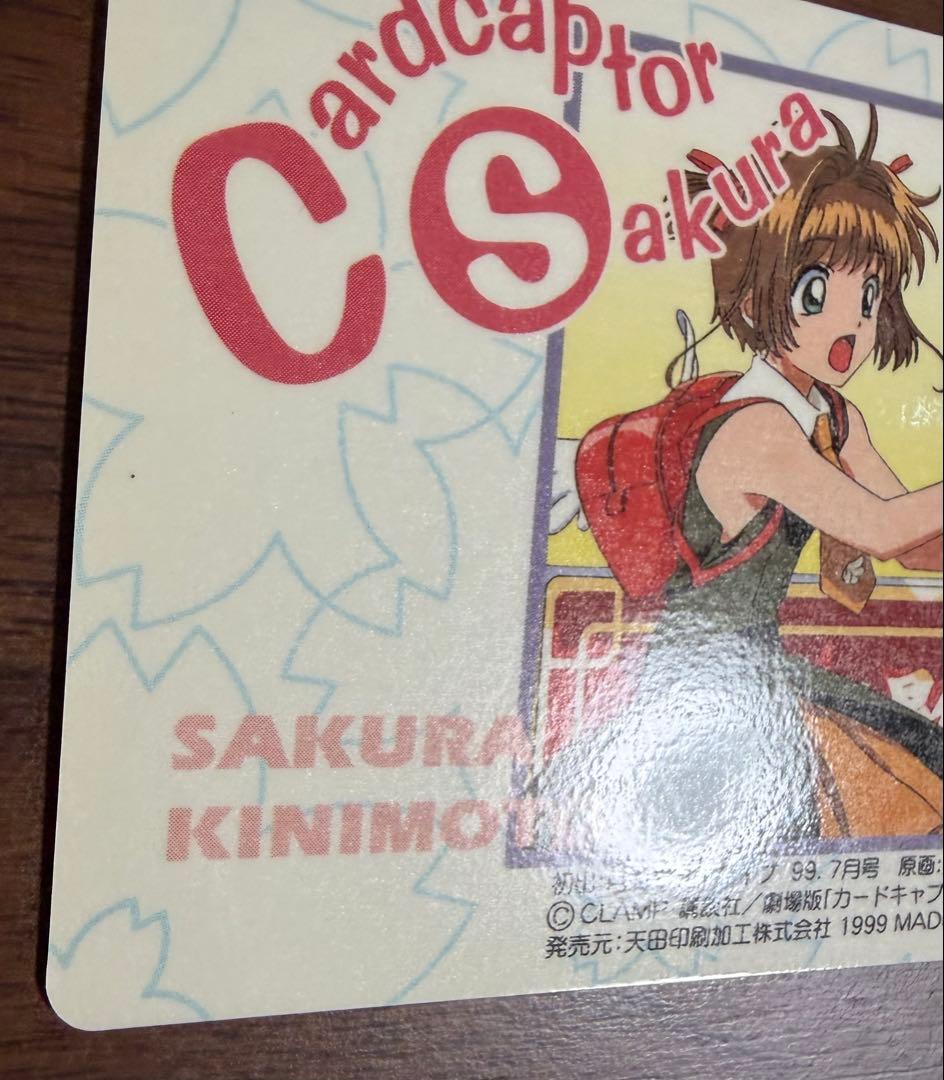 Cardcaptor
Sakura
CS
SAKURA
KINIMOT
99. 7月号 原画:
© CLAMP 講談社／劇場版「カードキャプ
発売元:天田印刷加工株式会社 1999 MAD